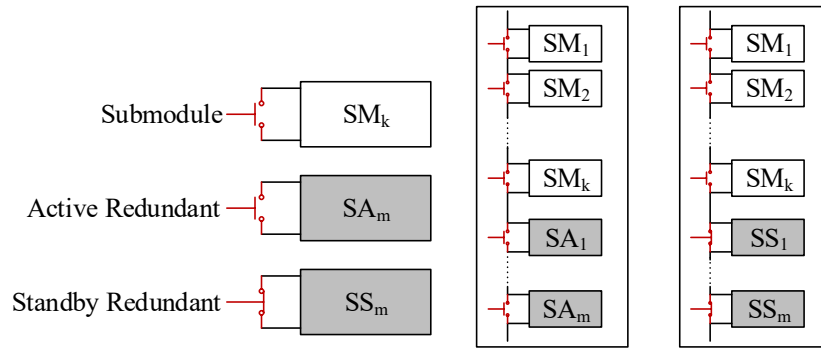 Submodule
SMk
Active Redundant
SAm
Standby Redundant
SSm
SM1
SM2
SMk
SA1
SAm
SM1
SM2
SMk
SS1
SSm